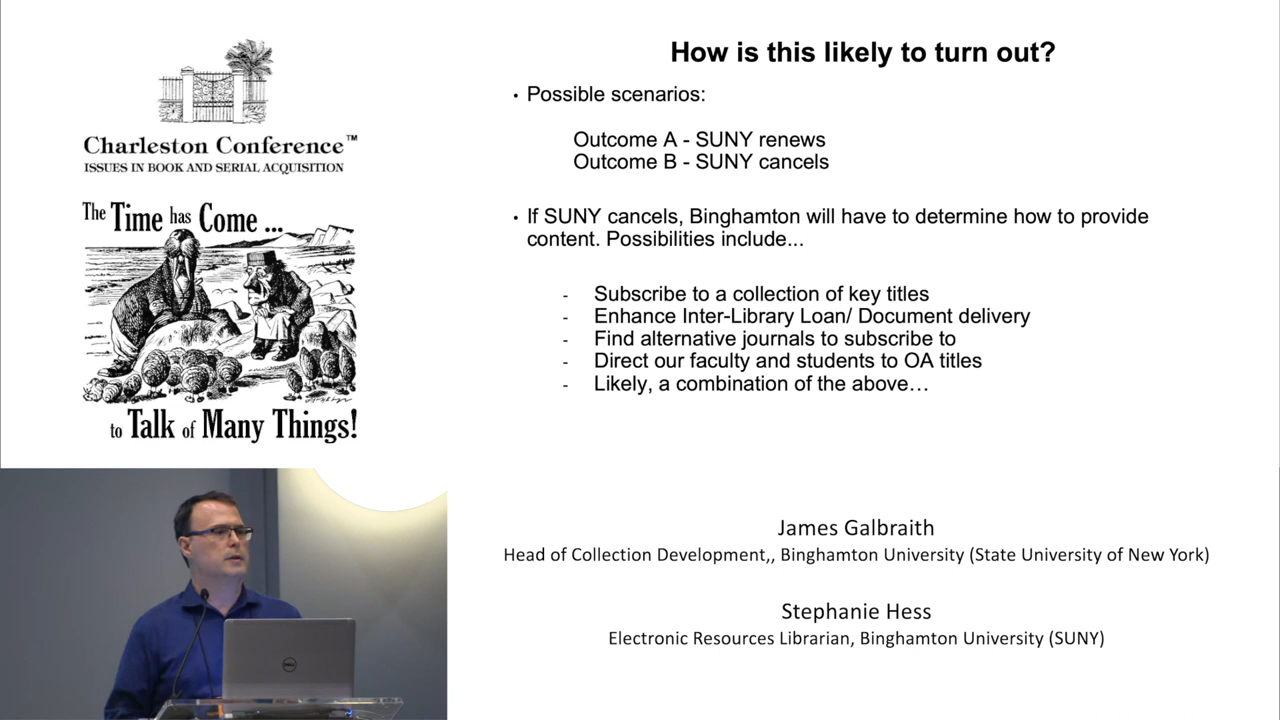 Charleston Conference™
ISSUES IN BOOK AND SERIAL ACQUISITION
The Time has Come ...
to Talk of Many Things!
How is this likely to turn out?
• Possible scenarios:
Outcome A - SUNY renews
Outcome B - SUNY cancels
• If SUNY cancels, Binghamton will have to determine how to provide
content. Possibilities include...
- Subscribe to a collection of key titles
- Enhance Inter-Library Loan/ Document delivery
- Find alternative journals to subscribe to
- Direct our faculty and students to OA titles
- Likely, a combination of the above…
James Galbraith
Head of Collection Development,, Binghamton University (State University of New York)
Stephanie Hess
Electronic Resources Librarian, Binghamton University (SUNY)
DELL